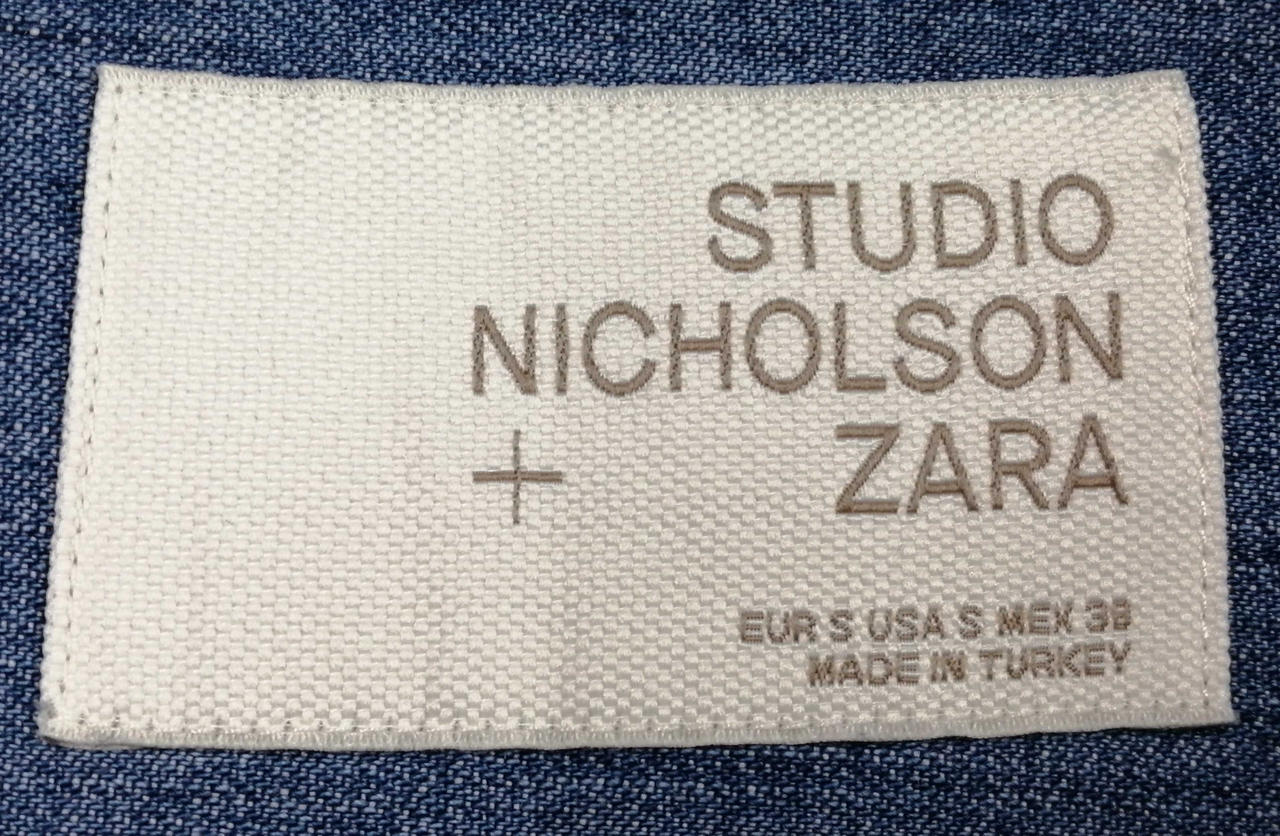 STUDIO
NICHOLSON
+ ZARA
EUR S USA S MEX 38
MADE IN TURKEY